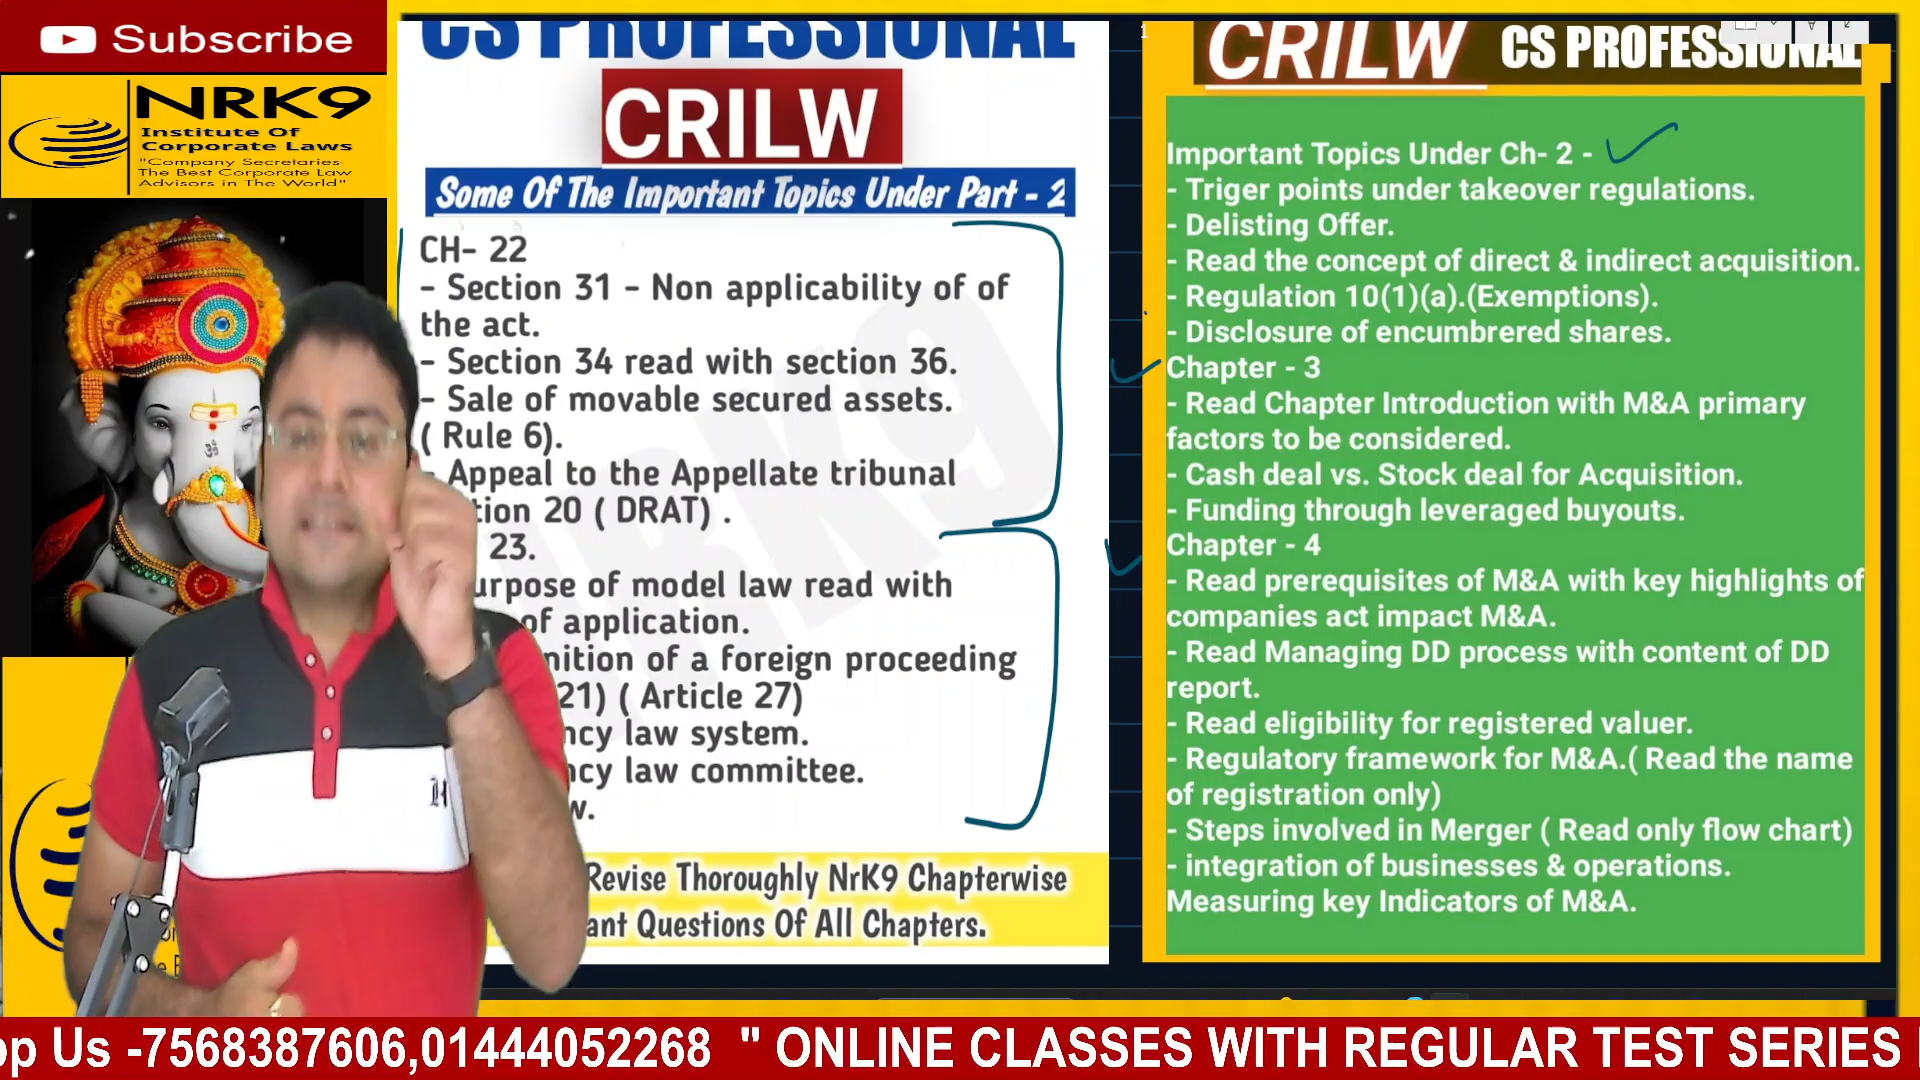 Subscribe
NRK9
Institute Of
Corporate Laws
"Company Secretaries
The Best Corporate Law
Advisors in The World"
CS PROFESSIONAL
CRILW
Some Of The Important Topics Under Part - 2
CH- 22
- Section 31 - Non applicability of of
the act.
- Section 34 read with section 36.
- Sale of movable secured assets.
( Rule 6).
- Appeal to the Appellate tribunal
tion 20 ( DRAT) .
23.
urpose of model law read with
of application.
nition of a foreign proceeding
21) ( Article 27)
ncy law system.
ncy law committee.
w.
Revise Thoroughly NrK9 Chapterwise
ant Questions Of All Chapters.
CRILW CS PROFESSIONAL
Important Topics Under Ch- 2 -
- Triger points under takeover regulations.
- Delisting Offer.
- Read the concept of direct & indirect acquisition.
- Regulation 10(1)(a).(Exemptions).
- Disclosure of encumbrered shares.
Chapter - 3
- Read Chapter Introduction with M&A primary
factors to be considered.
- Cash deal vs. Stock deal for Acquisition.
- Funding through leveraged buyouts.
Chapter - 4
- Read prerequisites of M&A with key highlights of
companies act impact M&A.
- Read Managing DD process with content of DD
report.
- Read eligibility for registered valuer.
- Regulatory framework for M&A.( Read the name
of registration only)
- Steps involved in Merger ( Read only flow chart)
- integration of businesses & operations.
Measuring key Indicators of M&A.
pp Us -7568387606,01444052268 " ONLINE CLASSES WITH REGULAR TEST SERIES